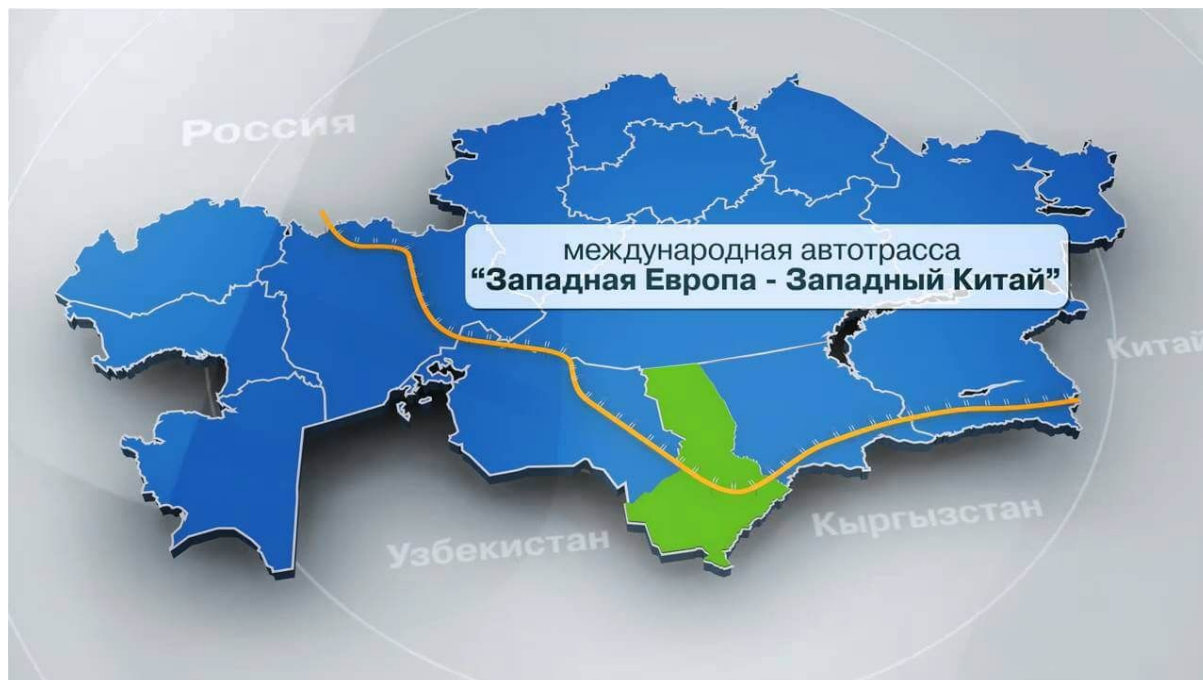 Россия
международная автотрасса
“Западная Европа - Западный Китай”
Китай
Кыргызстан
Узбекистан